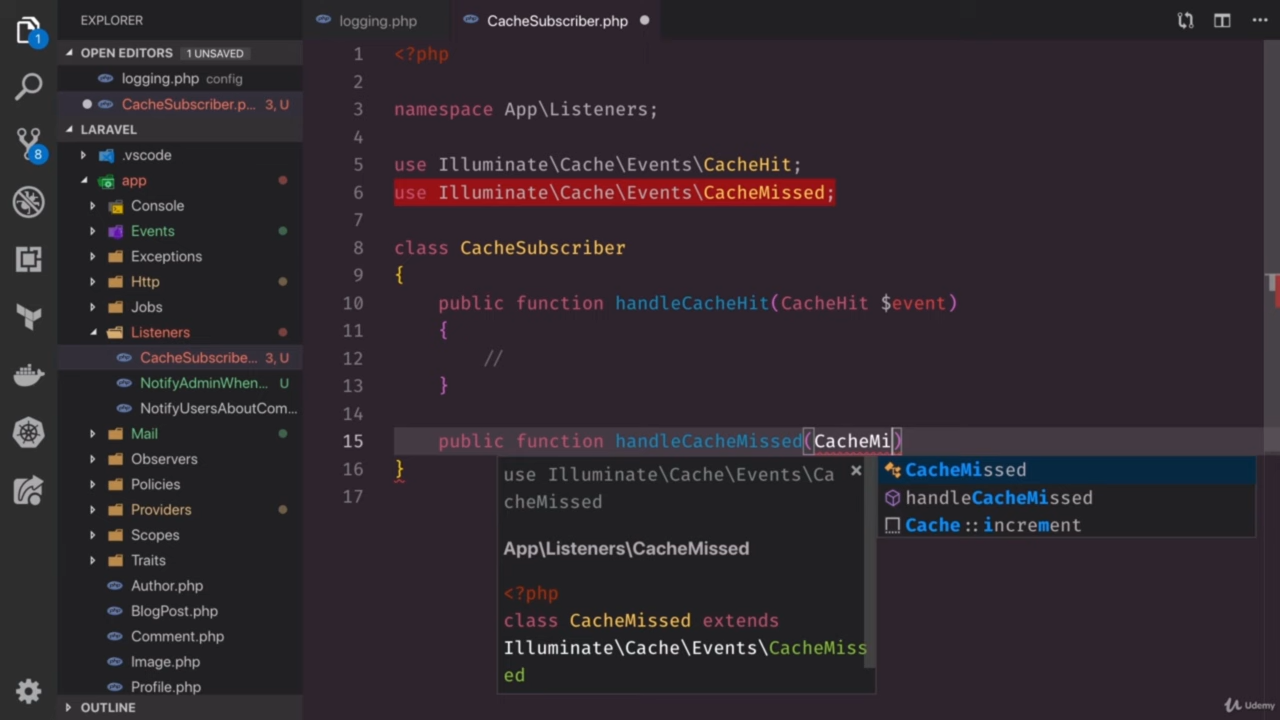 EXPLORER
OPEN EDITORS 1 UNSAVED
logging.php config
CacheSubscriber.p... 3, U
LARAVEL
.vscode
app
Console
Events
Exceptions
Http
Jobs
Listeners
CacheSubscribe... 3, U
NotifyAdminWhen... U
NotifyUsersAboutCom...
Mail
Observers
Policies
Providers
Scopes
Traits
Author.php
BlogPost.php
Comment.php
Image.php
Profile.php
OUTLINE
1
8
logging.php CacheSubscriber.php
1 <?php
2
3 namespace App\Listeners;
4
5 use Illuminate\Cache\Events\CacheHit;
6 use Illuminate\Cache\Events\CacheMissed;
7
8 class CacheSubscriber
9 {
10 public function handleCacheHit(CacheHit $event)
11 {
12 //
13 }
14
15 public function handleCacheMissed(CacheMi)
16 }
17
use Illuminate\Cache\Events\Ca
cheMissed
App\Listeners\CacheMissed
<?php
class CacheMissed extends
Illuminate\Cache\Events\CacheMiss
ed
CacheMissed
handleCacheMissed
Cache::increment
Udemy